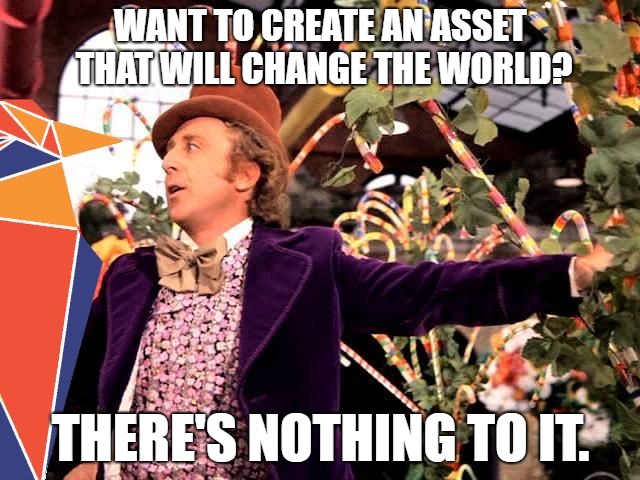 WANT TO CREATE AN ASSET
THAT WILL CHANGE THE WORLD?
THERE'S NOTHING TO IT.